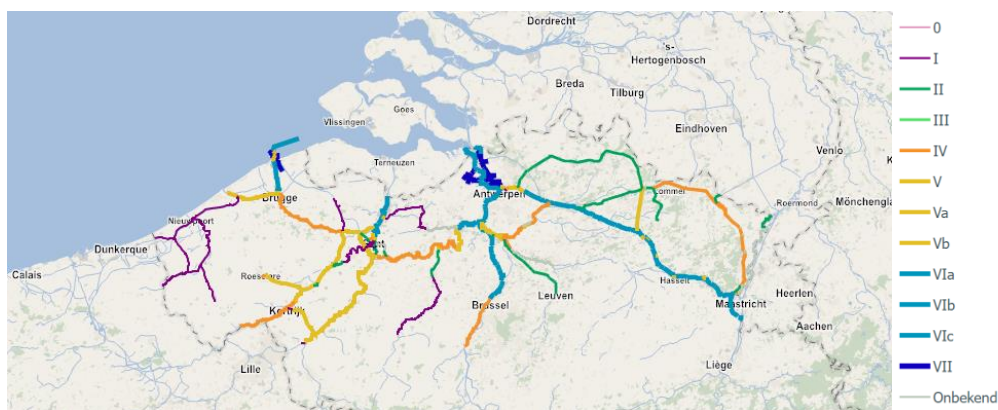 Dordrecht
's-
Hertogenbosch
Breda
Tilburg
Goes
Vlissingen
Eindhoven
Venlo
Terneuzen
Antwerpen
Roermond
Mönchengla
Brugge
Nieuwpoort
Dunkerque
Calais
Roeselare
Hasselt
Heerlen
Brussel
Leuven
Maastricht
Kortrijk
Aachen
Lille
Liège
0
I
II
III
IV
V
Va
Vb
VIa
VIb
VIc
VII
Onbekend